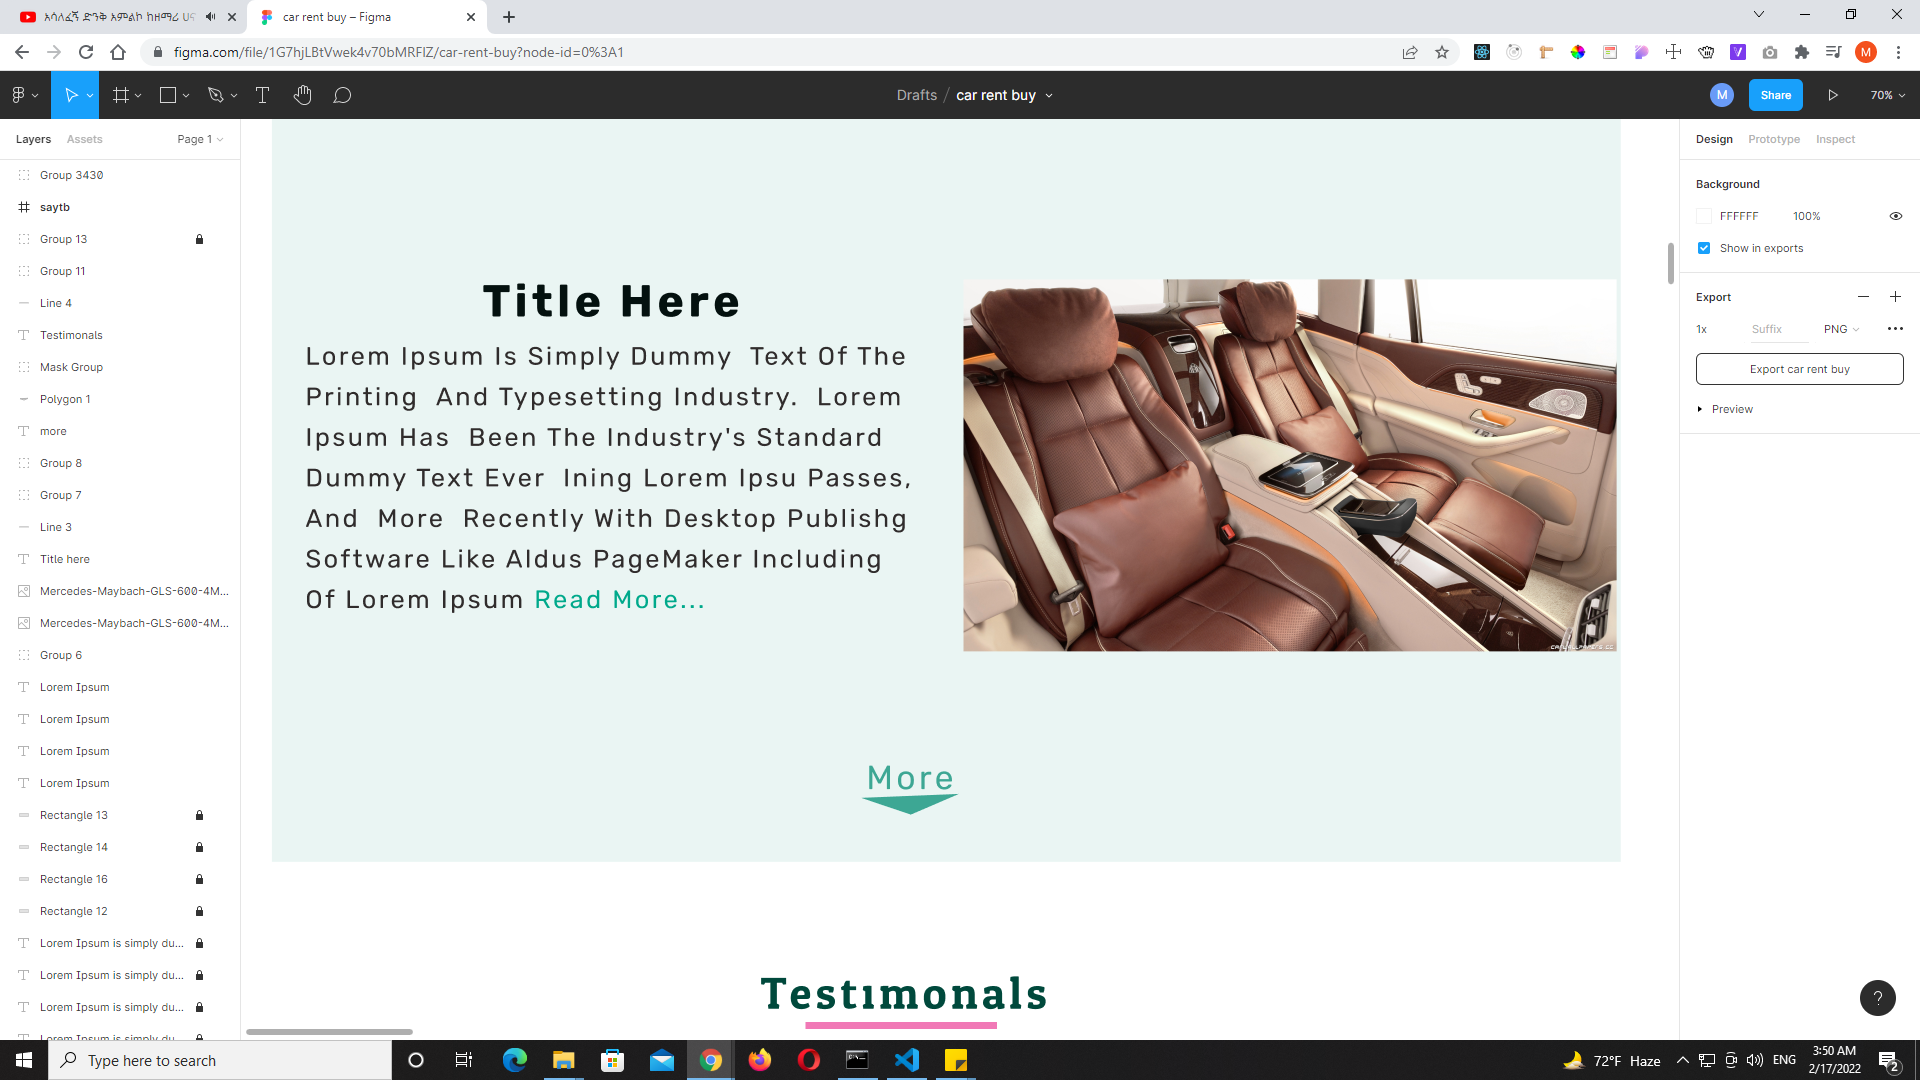 አሳለፈኝ ድንቅ አምልኮ ከዘማሪ
car rent buy – Figma
figma.com/file/1G7hjLBtVwek4v70bMRFIZ/car-rent-buy?node-id=0%3A1
M
Drafts / car rent buy
M
Share
70%
Layers
Assets
Page 1
Group 3430
saytb
Group 13
Group 11
Line 4
Testimonals
Mask Group
Polygon 1
more
Group 8
Group 7
Line 3
Title here
Mercedes-Maybach-GLS-600-4M...
Mercedes-Maybach-GLS-600-4M...
Group 6
Lorem Ipsum
Lorem Ipsum
Lorem Ipsum
Lorem Ipsum
Rectangle 13
Rectangle 14
Rectangle 16
Rectangle 12
Lorem Ipsum is simply du...
Lorem Ipsum is simply du...
Lorem Ipsum is simply du...
Lorem Ipsum is simply du...
Title Here
Lorem Ipsum Is Simply Dummy Text Of The
Printing And Typesetting Industry. Lorem
Ipsum Has Been The Industry's Standard
Dummy Text Ever Ining Lorem Ipsu Passes,
And More Recently With Desktop Publishg
Software Like Aldus PageMaker Including
Of Lorem Ipsum Read More...
More
Testımonals
Design
Prototype
Inspect
Background
FFFFFF
100%
Show in exports
Export
1x
Suffix
PNG
Export car rent buy
Preview
?
Type here to search
72°F Haze
ENG
3:50 AM
2/17/2022
2